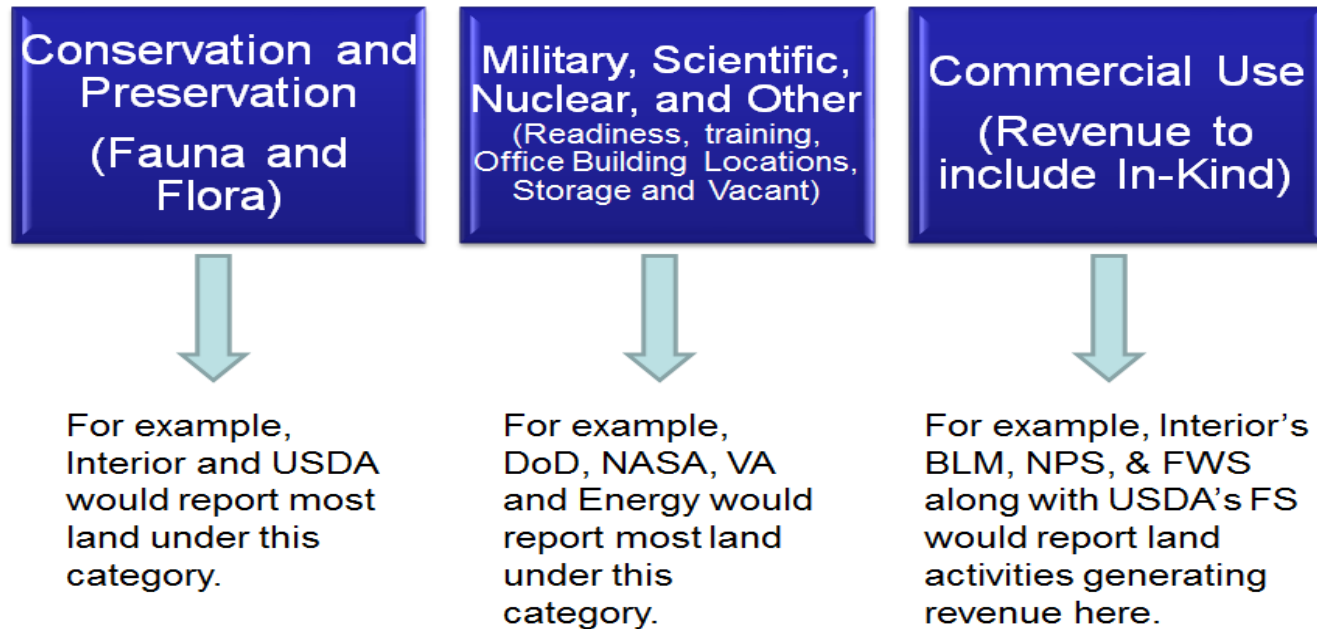 Conservation and
Preservation
(Fauna and
Flora)
Military, Scientific,
Nuclear, and Other
(Readiness, training,
Office Building Locations,
Storage and Vacant)
Commercial Use
(Revenue to
include In-Kind)
For example,
Interior and USDA
would report most
land under this
category.
For example,
DoD, NASA, VA
and Energy would
report most land
under this
category.
For example, Interior’s
BLM, NPS, & FWS
along with USDA’s FS
would report land
activities generating
revenue here.